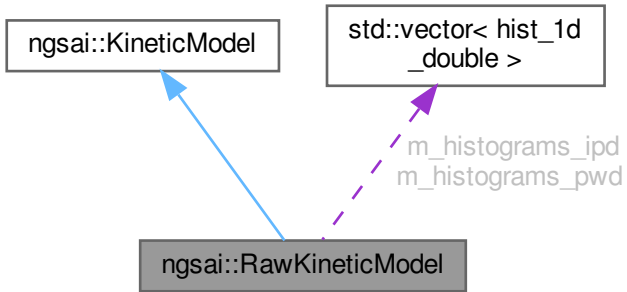 ngsai::KineticModel
std::vector< hist_1d
_double >
m_histograms_ipd
m_histograms_pwd
ngsai::RawKineticModel